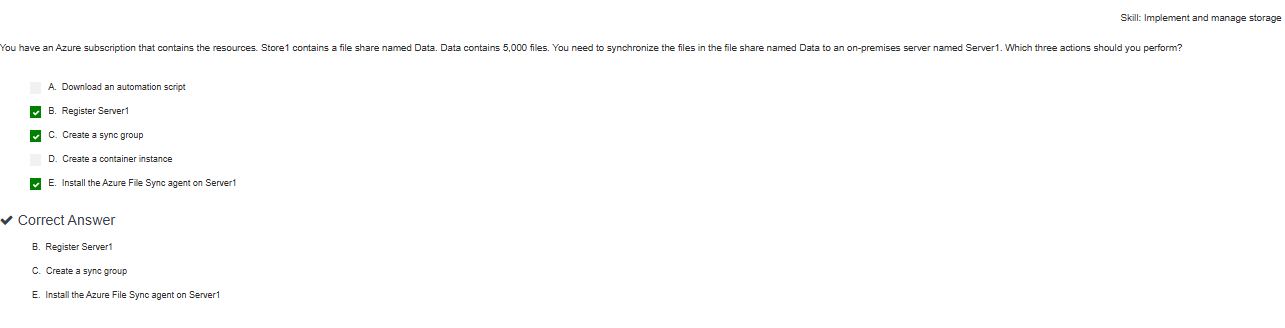 Skill: Implement and manage storage
You have an Azure subscription that contains the resources. Store1 contains a file share named Data. Data contains 5,000 files. You need to synchronize the files in the file share named Data to an on-premises server named Server1. Which three actions should you perform?
A. Download an automation script
B. Register Server1
C. Create a sync group
D. Create a container instance
E. Install the Azure File Sync agent on Server1
Correct Answer
B. Register Server1
C. Create a sync group
E. Install the Azure File Sync agent on Server1